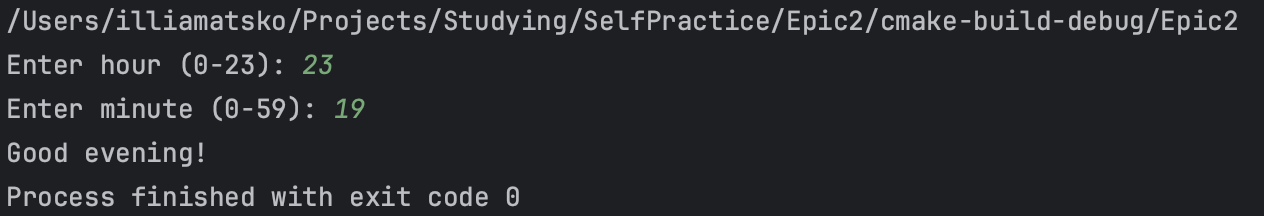 /Users/illiamatsko/Projects/Studying/SelfPractice/Epic2/cmake-build-debug/Epic2
Enter hour (0-23): 23
Enter minute (0-59): 19
Good evening!
Process finished with exit code 0